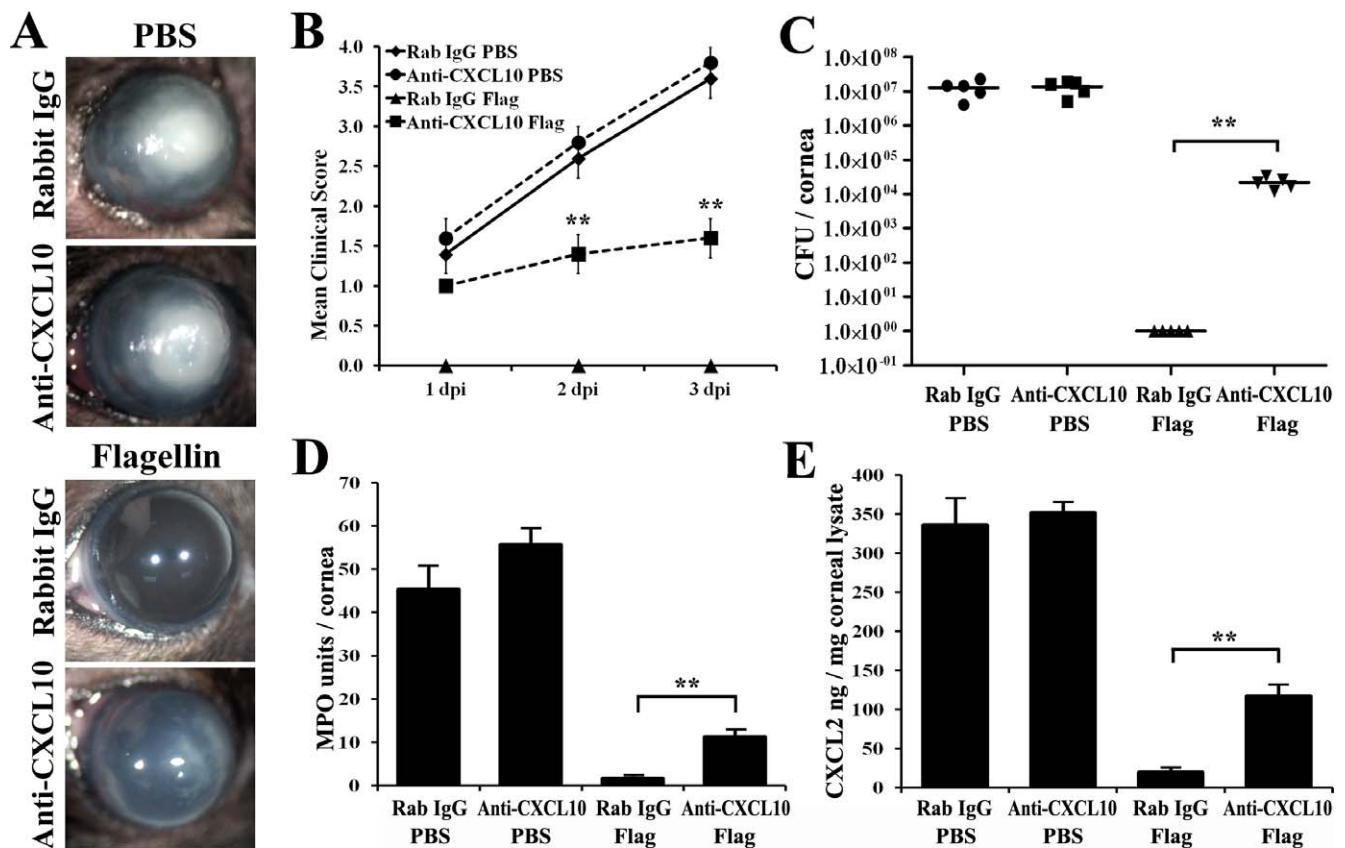 A
PBS
Rabbit IgG
Anti-CXCL10
Flagellin
Rabbit IgG
Anti-CXCL10
B
Mean Clinical Score
4.0
3.5
3.0
2.5
2.0
1.5
1.0
0.5
0.0
Rab IgG PBS
Anti-CXCL10 PBS
Rab IgG Flag
Anti-CXCL10 Flag
**
**
1 dpi 2 dpi 3 dpi
C
CFU / cornea
1.0×10⁰⁸
1.0×10⁰⁷
1.0×10⁰⁶
1.0×10⁰⁵
1.0×10⁰⁴
1.0×10⁰³
1.0×10⁰²
1.0×10⁰¹
1.0×10⁰⁰
1.0×10⁻⁰¹
**
Rab IgG Anti-CXCL10 Rab IgG Anti-CXCL10
PBS PBS Flag Flag
D
MPO units / cornea
70
60
50
40
30
20
10
0
**
Rab IgG Anti-CXCL10 Rab IgG Anti-CXCL10
PBS PBS Flag Flag
E
CXCL2 ng / mg corneal lysate
400
350
300
250
200
150
100
50
0
**
Rab IgG Anti-CXCL10 Rab IgG Anti-CXCL10
PBS PBS Flag Flag